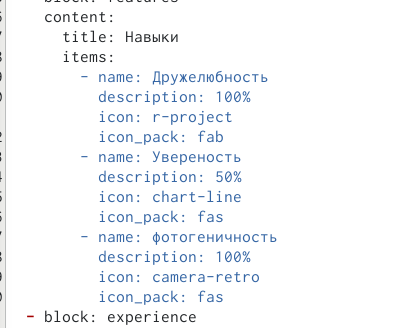 block: features
content:
title: Навыки
items:
- name: Дружелюбность
description: 100%
icon: r-project
icon_pack: fab
- name: Увереность
description: 50%
icon: chart-line
icon_pack: fas
- name: фотогеничность
description: 100%
icon: camera-retro
icon_pack: fas
- block: experience